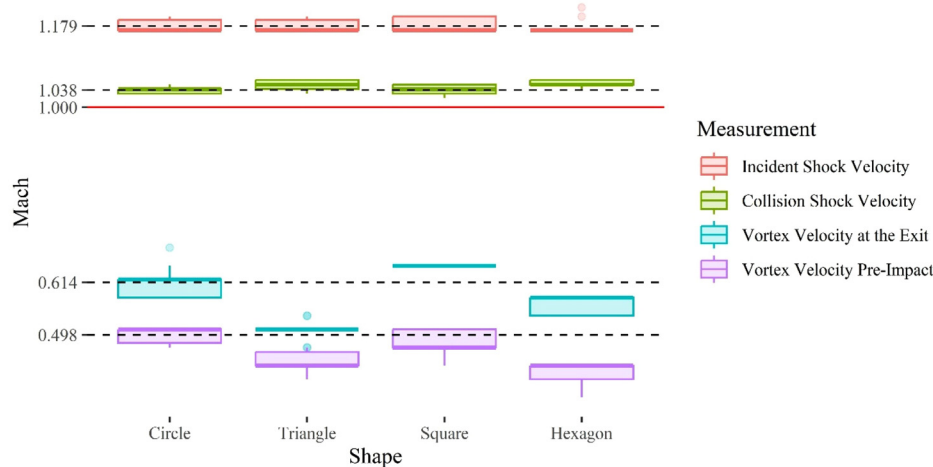 1.179
1.038
1.000
0.614
0.498
Mach
Circle
Triangle
Square
Hexagon
Shape
Measurement
Incident Shock Velocity
Collision Shock Velocity
Vortex Velocity at the Exit
Vortex Velocity Pre-Impact